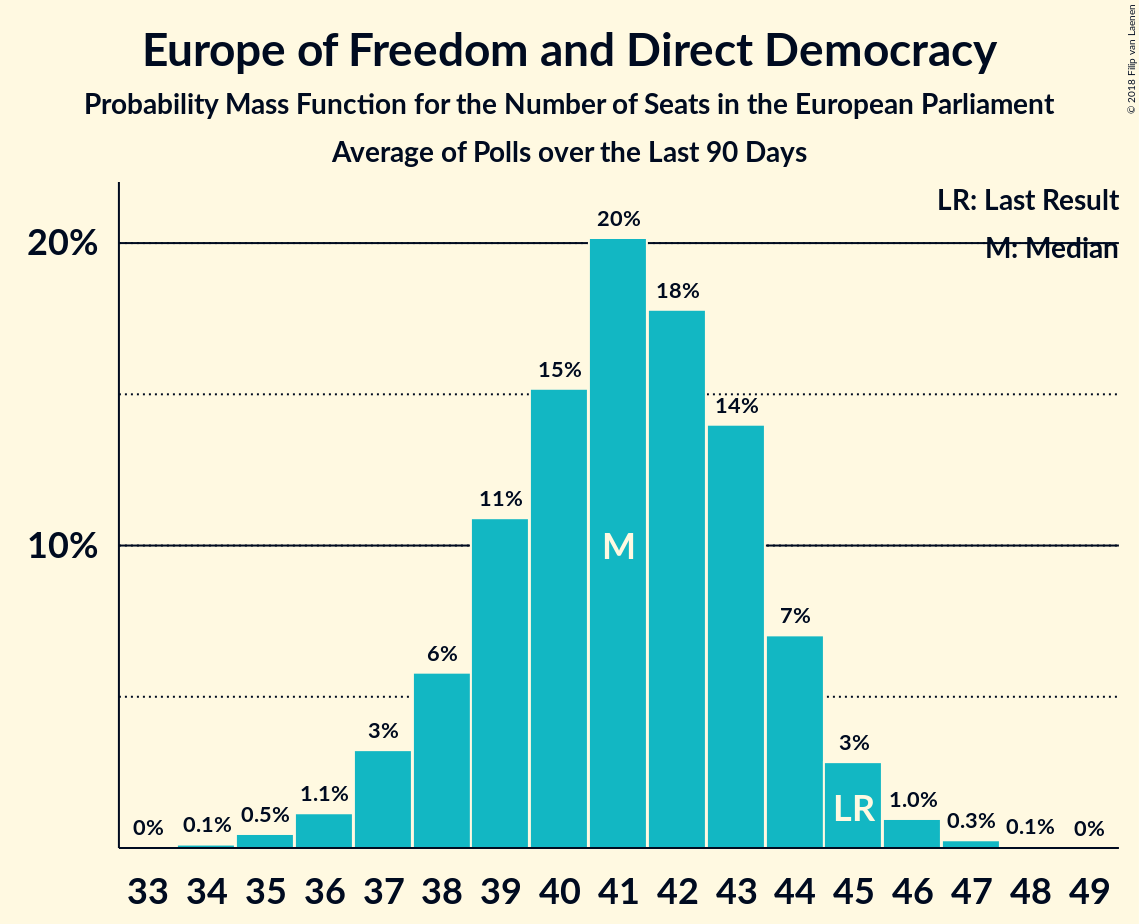 Europe of Freedom and Direct Democracy
Probability Mass Function for the Number of Seats in the European Parliament
Average of Polls over the Last 90 Days
© 2018 Filip van Laenen
LR: Last Result
M: Median
20%
10%
0%
0.1%
0.5%
1.1%
3%
6%
11%
15%
20%
18%
14%
7%
3%
1.0%
0.3%
0.1%
0%
M
LR
33 34 35 36 37 38 39 40 41 42 43 44 45 46 47 48 49